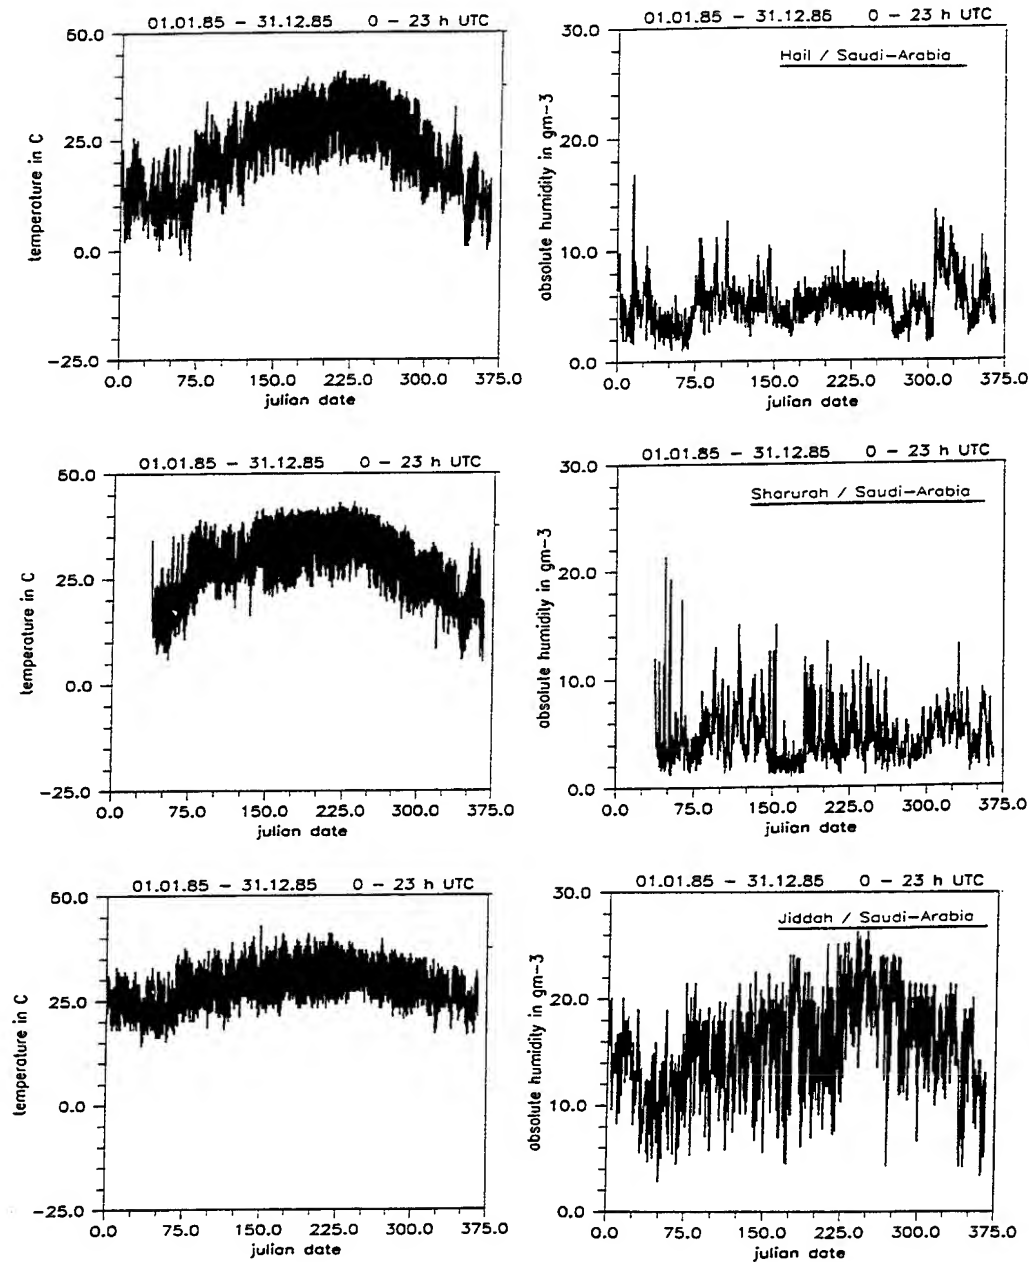 01.01.85 – 31.12.85 0 – 23 h UTC
50.0
25.0
0.0
−25.0
temperature in C
0.0 75.0 150.0 225.0 300.0 375.0
julian date
01.01.85 – 31.12.85 0 – 23 h UTC
Hail / Saudi–Arabia
30.0
20.0
10.0
0.0
absolute humidity in gm−3
0.0 75.0 150.0 225.0 300.0 375.0
julian date
01.01.85 – 31.12.85 0 – 23 h UTC
50.0
25.0
0.0
−25.0
temperature in C
0.0 75.0 150.0 225.0 300.0 375.0
julian date
01.01.85 – 31.12.85 0 – 23 h UTC
Sharurah / Saudi–Arabia
30.0
20.0
10.0
0.0
absolute humidity in gm−3
0.0 75.0 150.0 225.0 300.0 375.0
julian date
01.01.85 – 31.12.85 0 – 23 h UTC
50.0
25.0
0.0
−25.0
temperature in C
0.0 75.0 150.0 225.0 300.0 375.0
julian date
01.01.85 – 31.12.85 0 – 23 h UTC
Jiddah / Saudi–Arabia
30.0
20.0
10.0
0.0
absolute humidity in gm−3
0.0 75.0 150.0 225.0 300.0 375.0
julian date